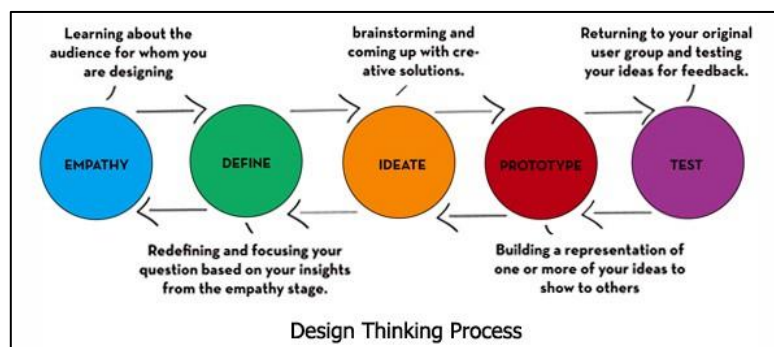 Learning about the
audience for whom you
are designing
brainstorming and
coming up with cre-
ative solutions.
Returning to your original
user group and testing
your ideas for feedback.
EMPATHY
DEFINE
IDEATE
PROTOTYPE
TEST
Redefining and focusing your
question based on your insights
from the empathy stage.
Building a representation of
one or more of your ideas to
show to others
Design Thinking Process